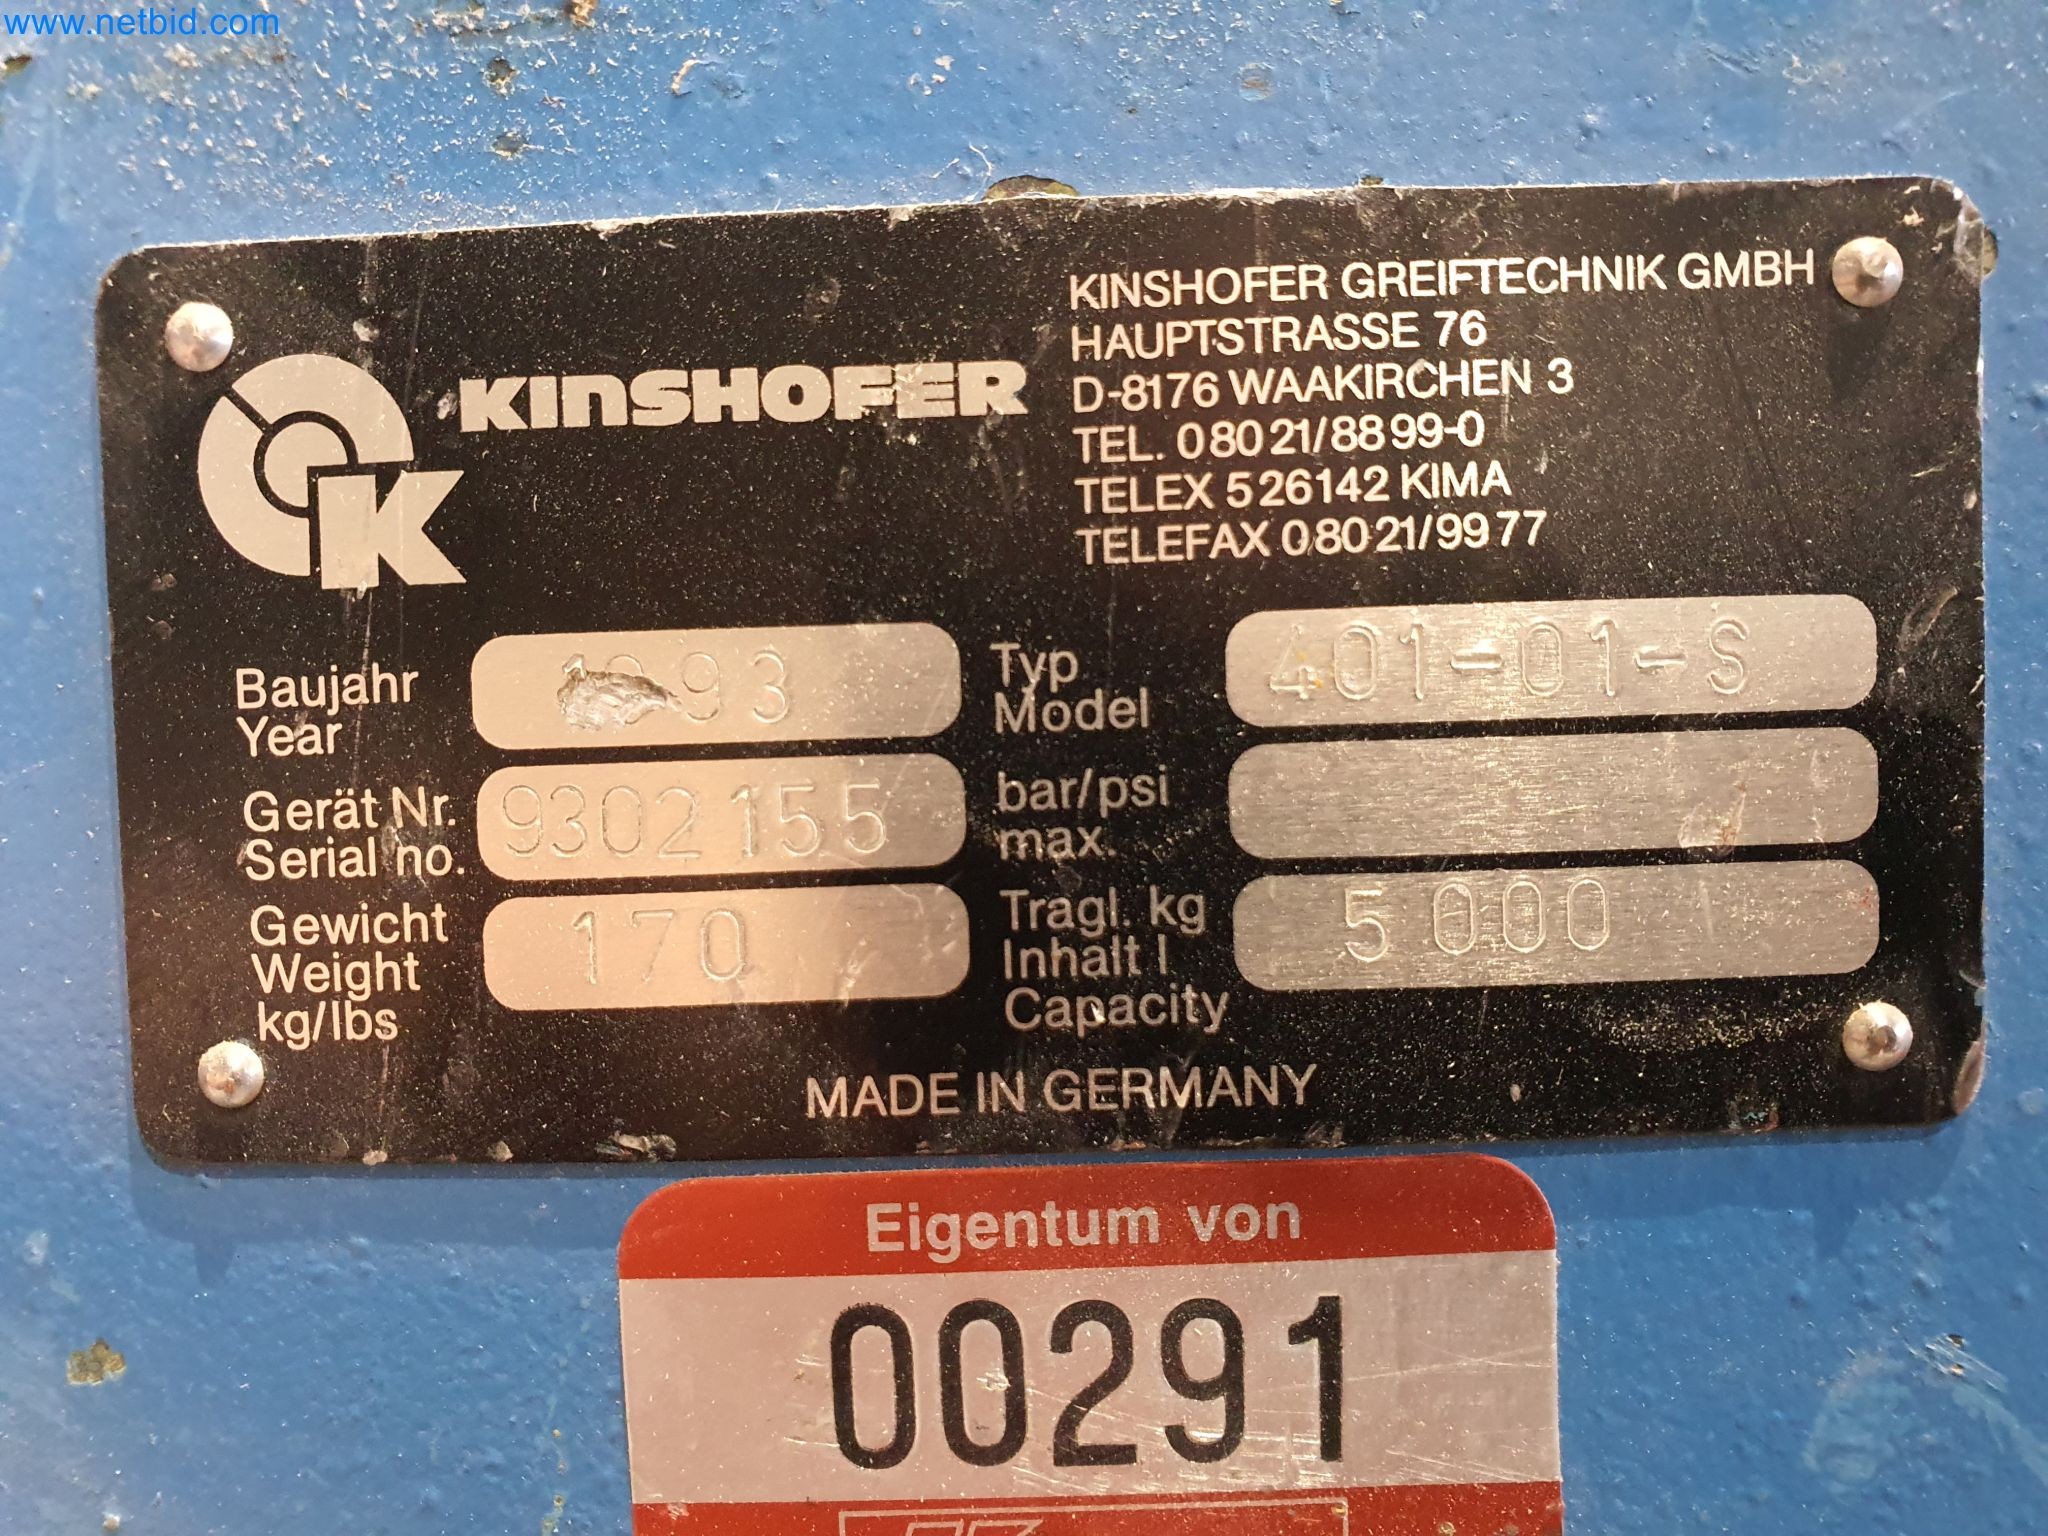 www.netbid.com
KINSHOFER
KINSHOFER GREIFTECHNIK GMBH
HAUPTSTRASSE 76
D-8176 WAAKIRCHEN 3
TEL. 08021/8899-0
TELEX 526142 KIMA
TELEFAX 08021/9977
K
Baujahr
Year
1993
Typ
Model
401-01-S
Gerät Nr.
Serial no.
9302155
bar/psi
max.
Gewicht
Weight
kg/lbs
170
Tragl. kg
Inhalt l
Capacity
5000
MADE IN GERMANY
Eigentum von
00291